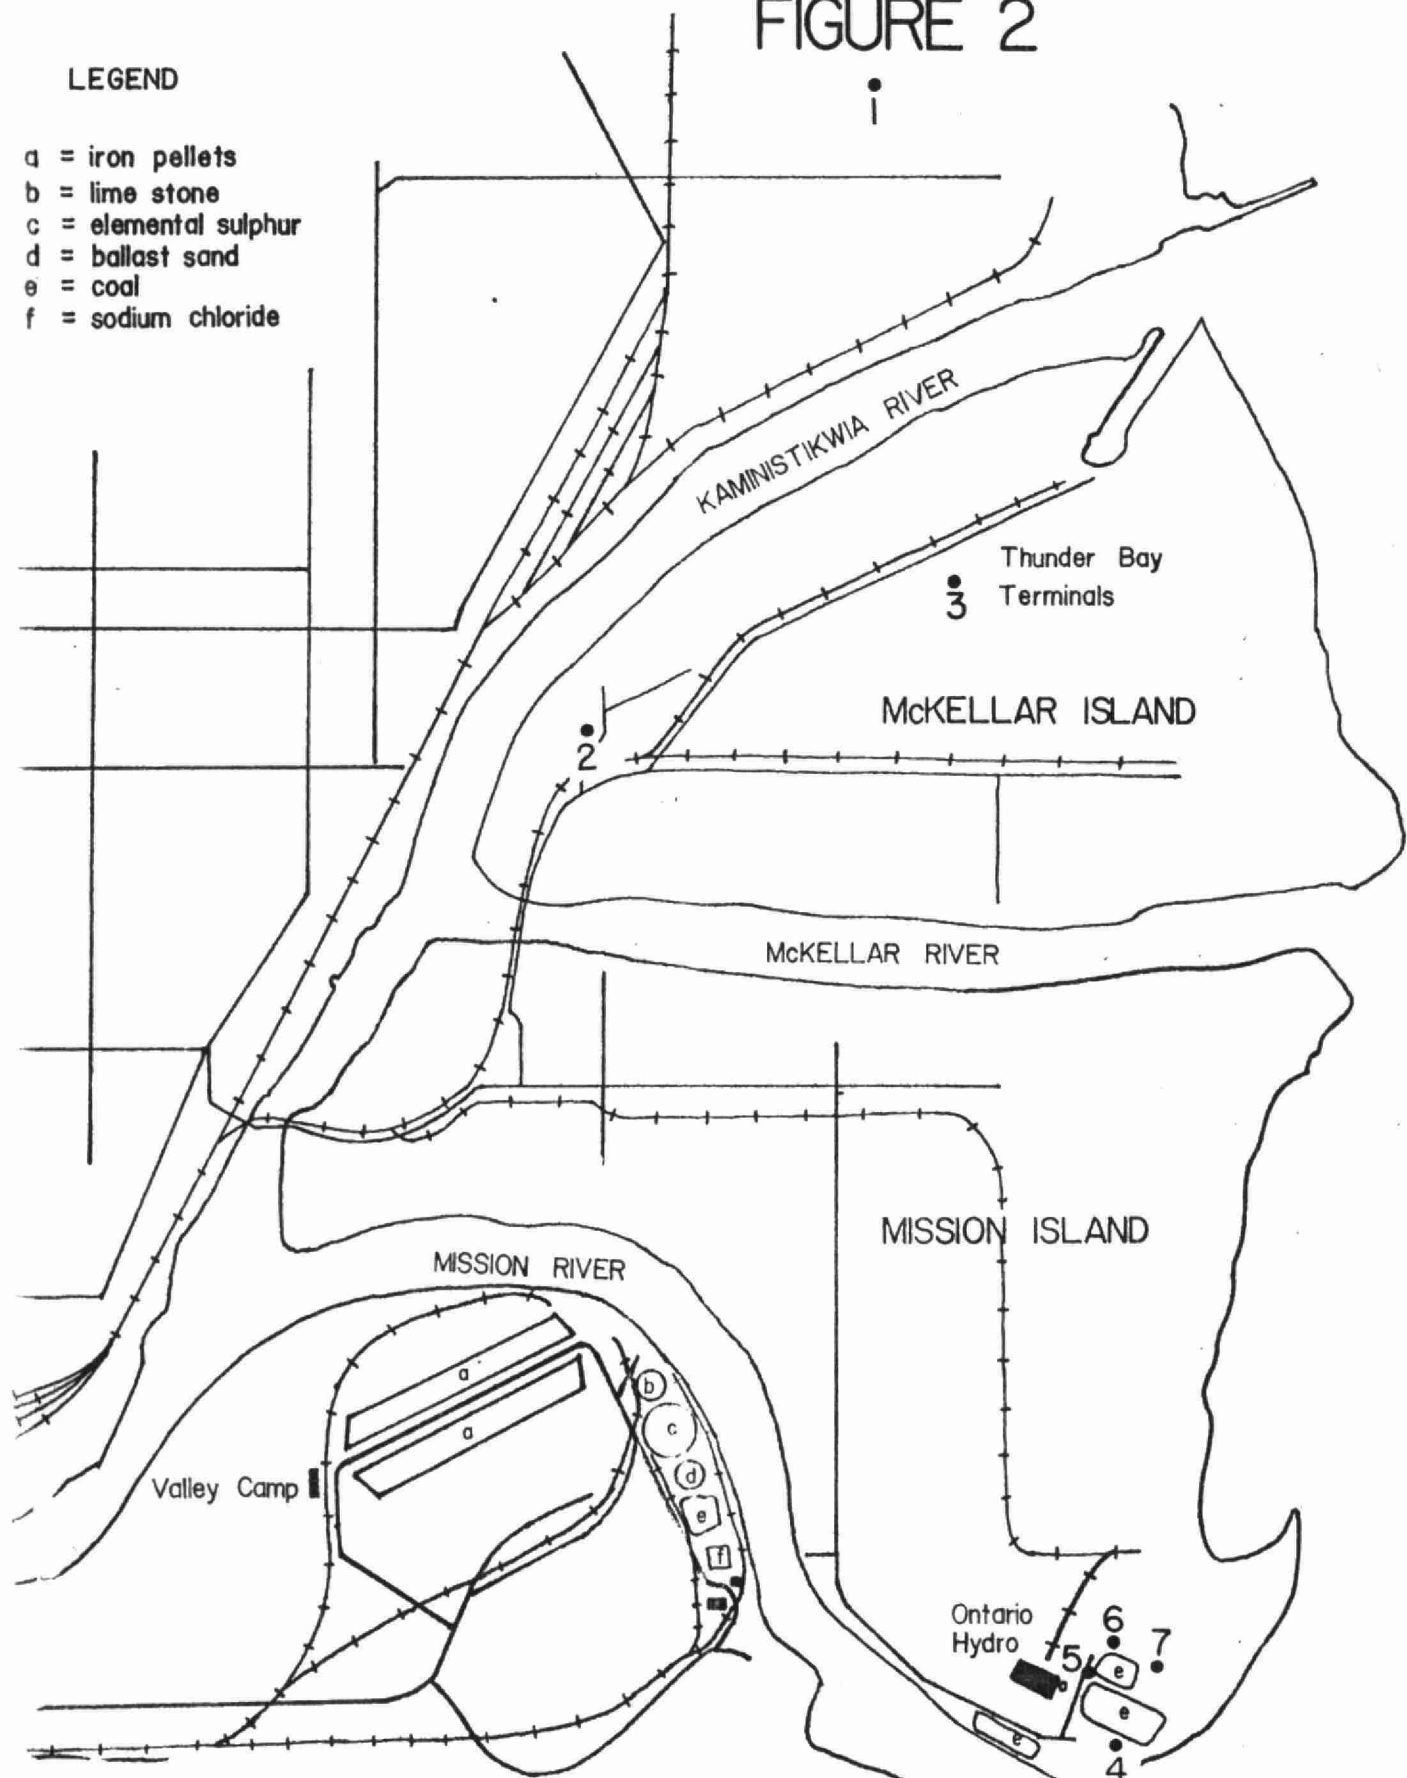 FIGURE 2
LEGEND
a = iron pellets
b = lime stone
c = elemental sulphur
d = ballast sand
e = coal
f = sodium chloride
1
KAMINISTIKWIA RIVER
Thunder Bay
Terminals
3
McKELLAR ISLAND
2
McKELLAR RIVER
MISSION ISLAND
MISSION RIVER
a
a
b
c
d
e
f
Valley Camp
Ontario
Hydro
5
6
7
e
e
e
4